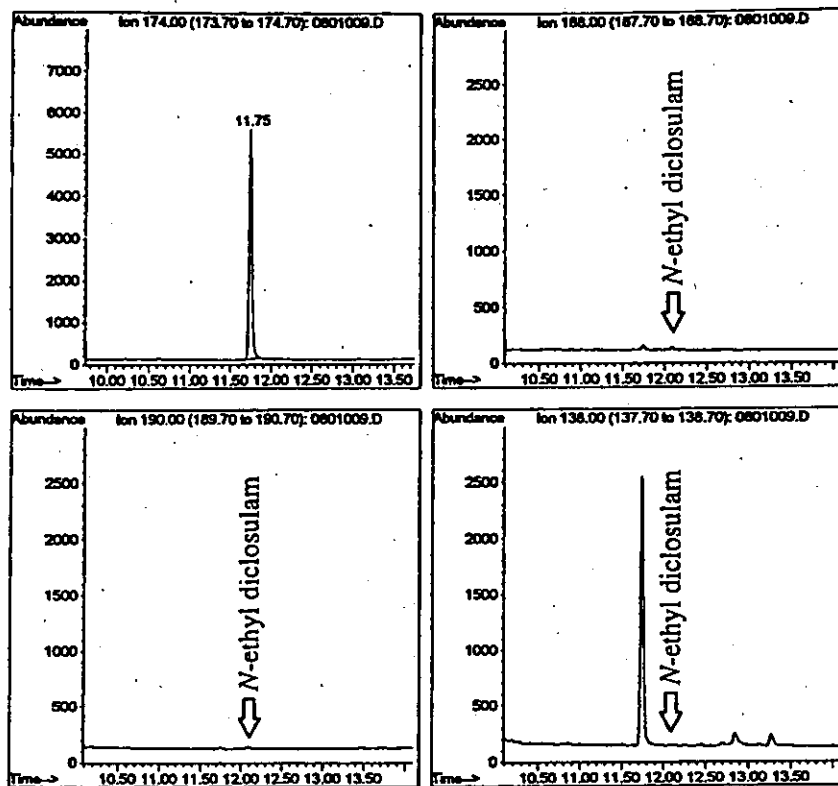 Abundance Ion 174.00 (173.70 to 174.70): 0801009.D
7000
6000
11.75
5000
4000
3000
2000
1000
0
Time-->
10.00 10.50 11.00 11.50 12.00 12.50 13.00 13.50
Abundance Ion 188.00 (187.70 to 188.70): 0801009.D
2500
2000
1500
1000
500
0
N-ethyl diclosulam
Time-->
10.50 11.00 11.50 12.00 12.50 13.00 13.50
Abundance Ion 190.00 (189.70 to 190.70): 0801009.D
2500
2000
1500
1000
500
0
N-ethyl diclosulam
Time-->
10.50 11.00 11.50 12.00 12.50 13.00 13.50
Abundance Ion 138.00 (137.70 to 138.70): 0801009.D
2500
2000
1500
1000
500
0
N-ethyl diclosulam
Time-->
10.50 11.00 11.50 12.00 12.50 13.00 13.50